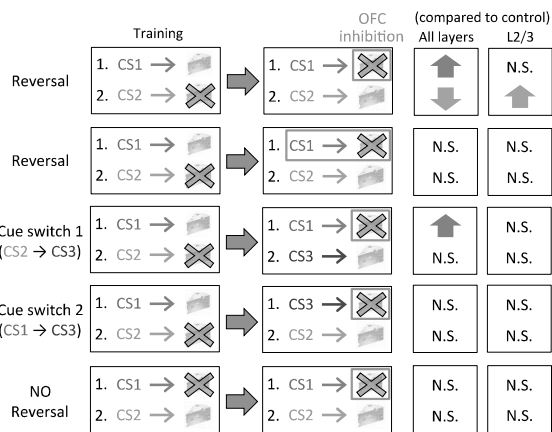 OFC (compared to control)
Training inhibition All layers L2/3
Reversal 1. CS1 → 1. CS1 → N.S.
2. CS2 → 2. CS2 →
Reversal 1. CS1 → 1. CS1 → N.S. N.S.
2. CS2 → 2. CS2 → N.S. N.S.
Cue switch 1 1. CS1 → 1. CS1 → N.S.
(CS2 → CS3) 2. CS2 → 2. CS3 → N.S. N.S.
Cue switch 2 1. CS1 → 1. CS3 → N.S. N.S.
(CS1 → CS3) 2. CS2 → 2. CS2 → N.S. N.S.
NO 1. CS1 → 1. CS1 → N.S. N.S.
Reversal 2. CS2 → 2. CS2 → N.S. N.S.